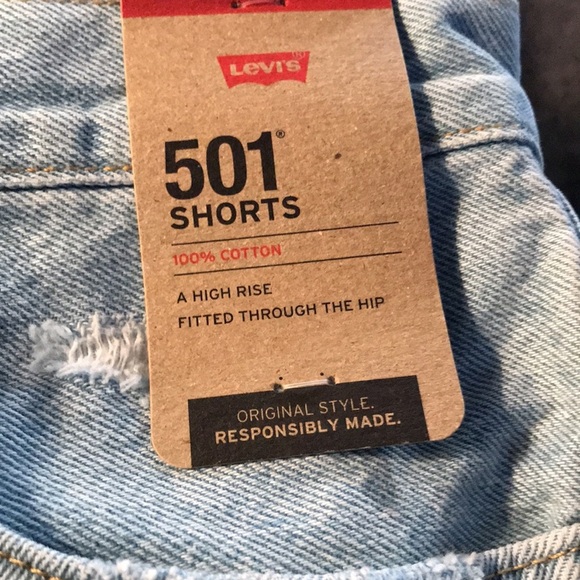 Levi's
501®
SHORTS
100% COTTON
A HIGH RISE
FITTED THROUGH THE HIP
ORIGINAL STYLE.
RESPONSIBLY MADE.